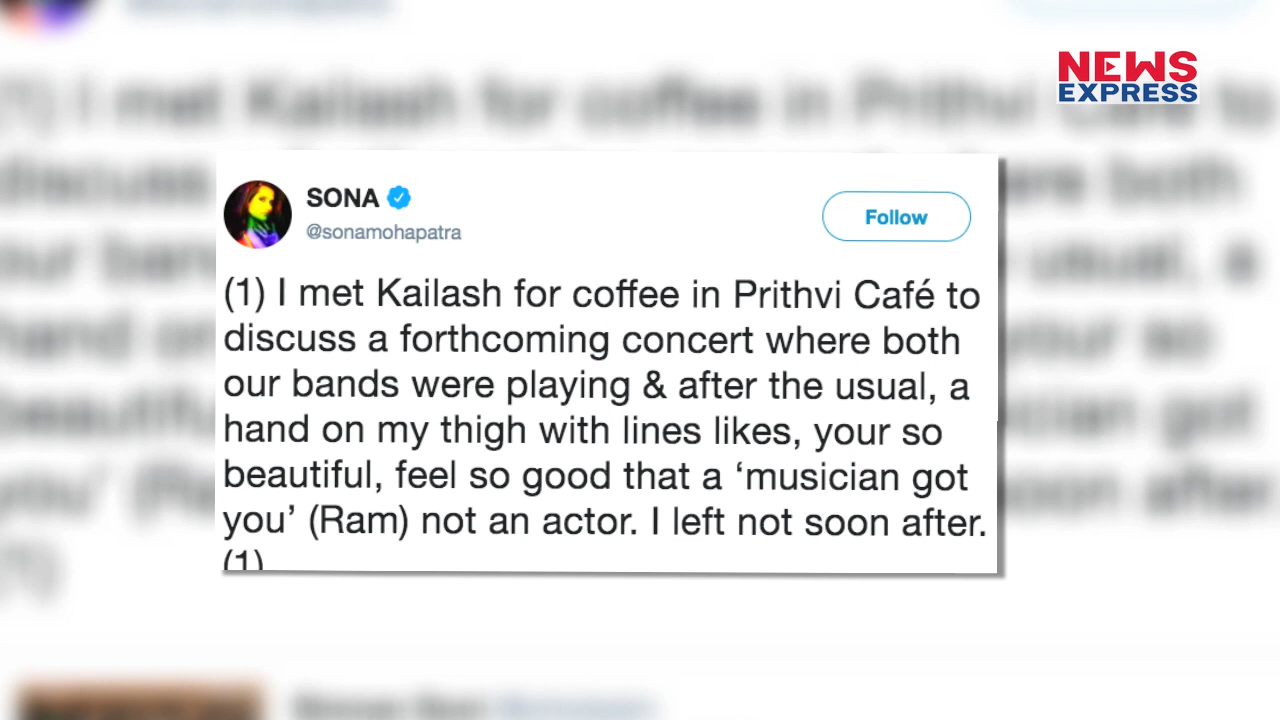 NEWS
EXPRESS
SONA
@sonamohapatra
Follow
(1) I met Kailash for coffee in Prithvi Café to
discuss a forthcoming concert where both
our bands were playing & after the usual, a
hand on my thigh with lines likes, your so
beautiful, feel so good that a ‘musician got
you’ (Ram) not an actor. I left not soon after.
(1)